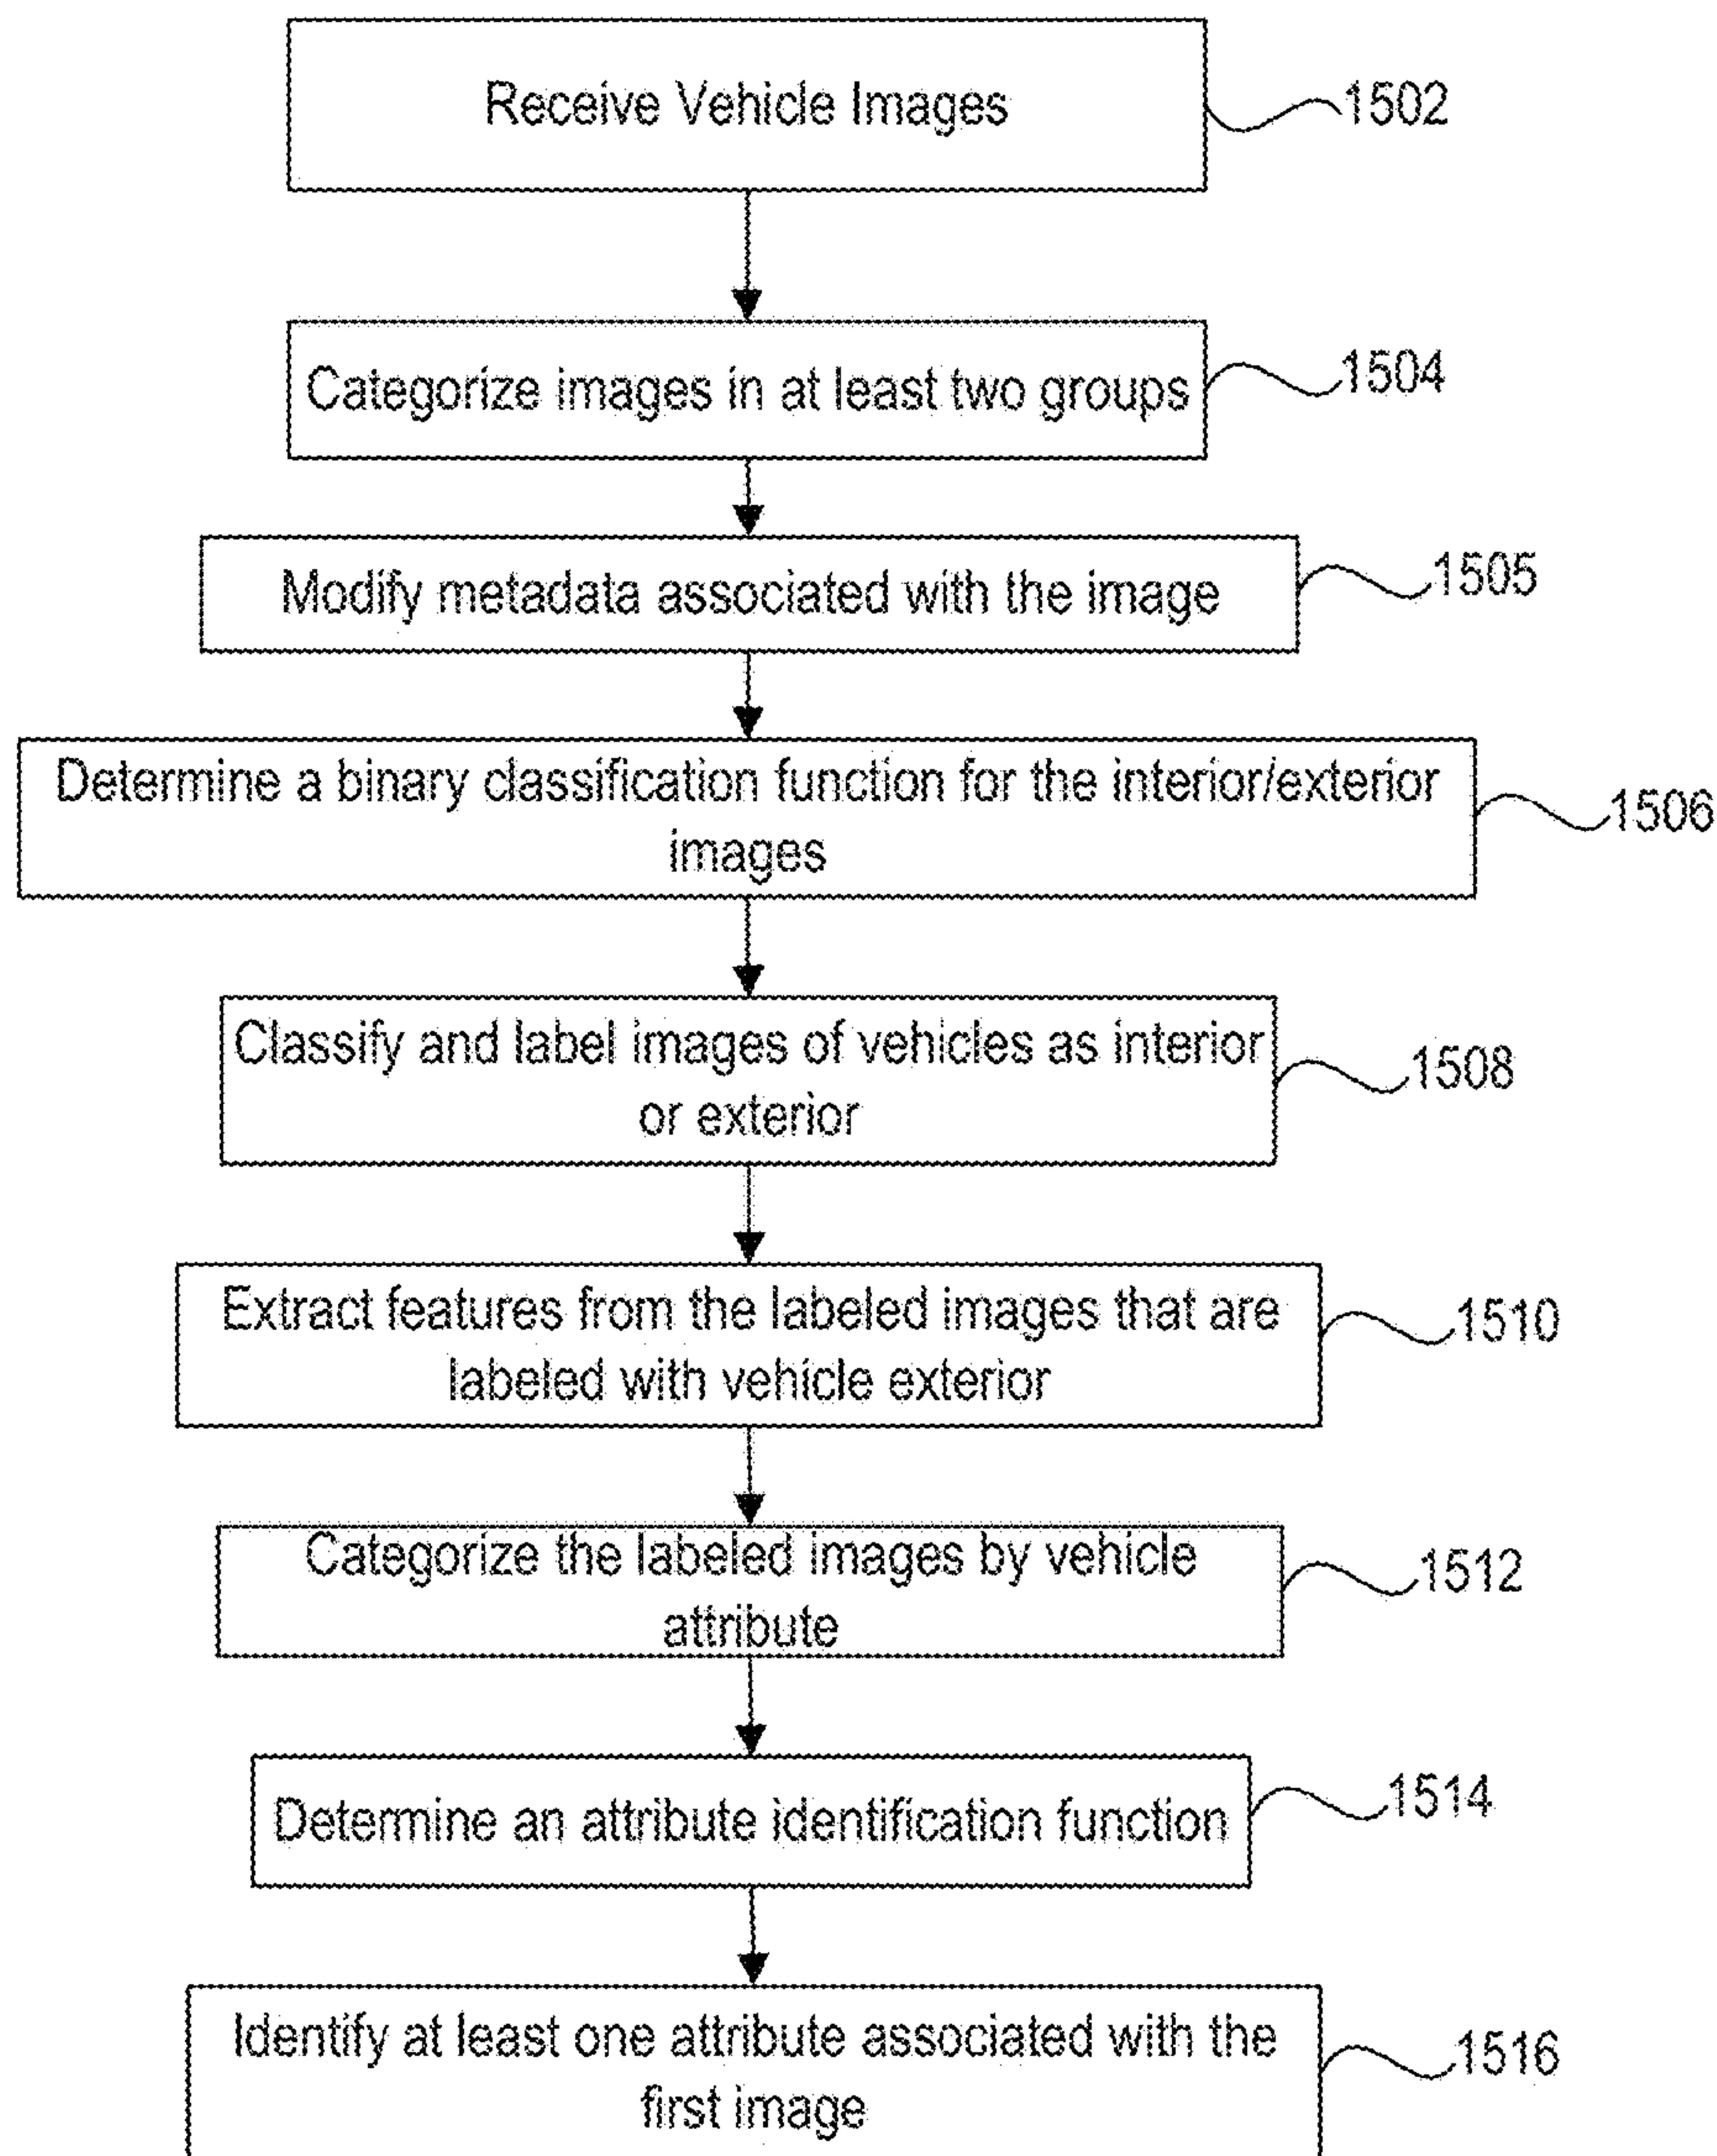 Receive Vehicle Images
1502
Categorize images in at least two groups
1504
Modify metadata associated with the image
1505
Determine a binary classification function for the interior/exterior
images
1506
Classify and label images of vehicles as interior
or exterior
1508
Extract features from the labeled images that are
labeled with vehicle exterior
1510
Categorize the labeled images by vehicle
attribute
1512
Determine an attribute identification function
1514
Identify at least one attribute associated with the
first image
1516